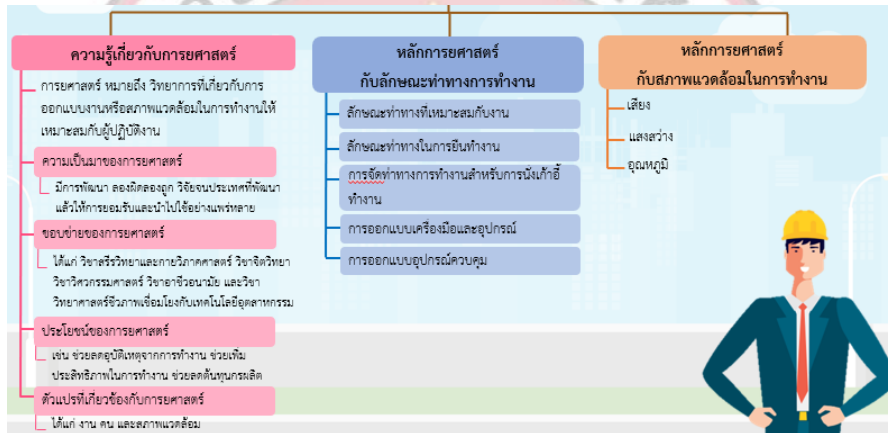 ความรู้เกี่ยวกับการยศาสตร์
การยศาสตร์ หมายถึง วิทยาการที่เกี่ยวกับการ
ออกแบบงานหรือสภาพแวดล้อมในการทำงานให้
เหมาะสมกับผู้ปฏิบัติงาน
ความเป็นมาของการยศาสตร์
มีการพัฒนา ลองผิดลองถูก วิจัยจนประเทศที่พัฒนา
แล้วให้การยอมรับและนำไปใช้อย่างแพร่หลาย
ขอบข่ายของการยศาสตร์
ได้แก่ วิชาสรีรวิทยาและกายวิภาคศาสตร์ วิชาจิตวิทยา
วิชาวิศวกรรมศาสตร์ วิชาอาชีวอนามัย และวิชา
วิทยาศาสตร์ชีวภาพเชื่อมโยงกับเทคโนโลยีอุตสาหกรรม
ประโยชน์ของการยศาสตร์
เช่น ช่วยลดอุบัติเหตุจากการทำงาน ช่วยเพิ่ม
ประสิทธิภาพในการทำงาน ช่วยลดต้นทุนกรผลิต
ตัวแปรที่เกี่ยวข้องกับการยศาสตร์
ได้แก่ งาน คน และสภาพแวดล้อม
หลักการยศาสตร์
กับลักษณะท่าทางการทำงาน
ลักษณะท่าทางที่เหมาะสมกับงาน
ลักษณะท่าทางในการยืนทำงาน
การจัดท่าทางการทำงานสำหรับการนั่งเก้าอี้
ทำงาน
การออกแบบเครื่องมือและอุปกรณ์
การออกแบบอุปกรณ์ควบคุม
หลักการยศาสตร์
กับสภาพแวดล้อมในการทำงาน
เสียง
แสงสว่าง
อุณหภูมิ